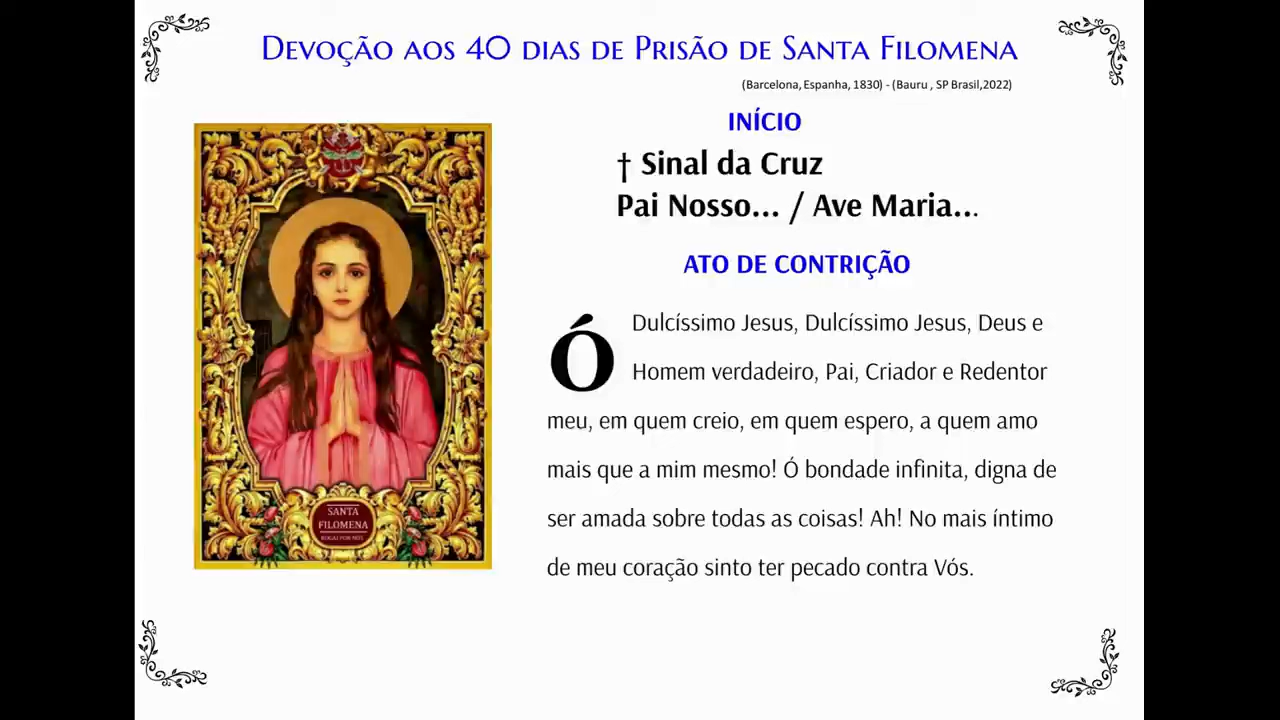 Devoção aos 40 dias de Prisão de Santa Filomena
(Barcelona, Espanha, 1830) - (Bauru , SP Brasil,2022)
INÍCIO
† Sinal da Cruz
Pai Nosso... / Ave Maria...
ATO DE CONTRIÇÃO
Ó Dulcíssimo Jesus, Dulcíssimo Jesus, Deus e
Homem verdadeiro, Pai, Criador e Redentor
meu, em quem creio, em quem espero, a quem amo
mais que a mim mesmo! Ó bondade infinita, digna de
ser amada sobre todas as coisas! Ah! No mais íntimo
de meu coração sinto ter pecado contra Vós.
SANTA
FILOMENA
ROGAI POR NÓS